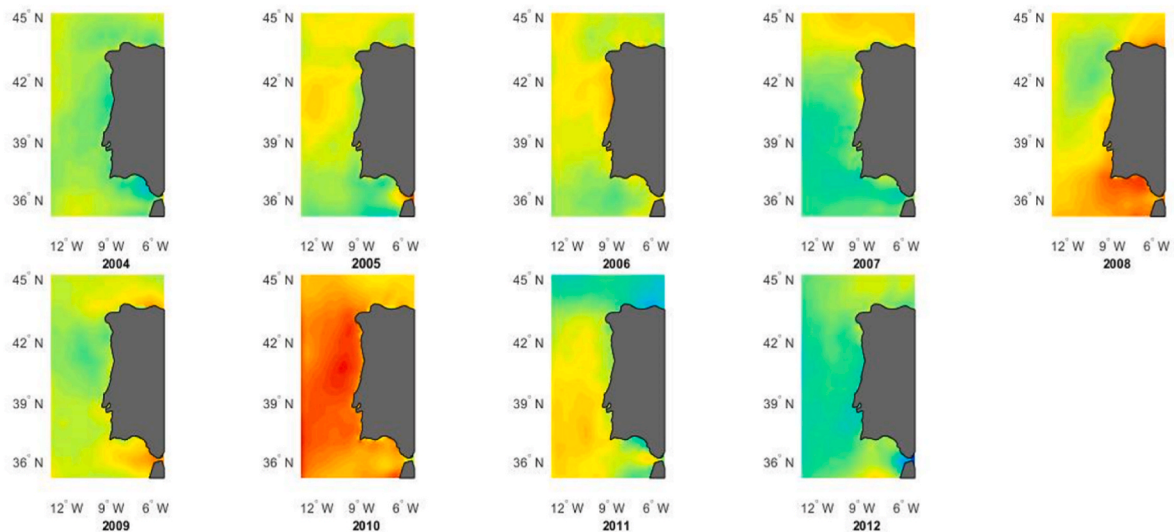 45° N 45° N 45° N 45° N 45° N
42° N 42° N 42° N 42° N 42° N
39° N 39° N 39° N 39° N 39° N
36° N 36° N 36° N 36° N 36° N
12° W 9° W 6° W 12° W 9° W 6° W 12° W 9° W 6° W 12° W 9° W 6° W 12° W 9° W 6° W
2004 2005 2006 2007 2008
45° N 45° N 45° N 45° N
42° N 42° N 42° N 42° N
39° N 39° N 39° N 39° N
36° N 36° N 36° N 36° N
12° W 9° W 6° W 12° W 9° W 6° W 12° W 9° W 6° W 12° W 9° W 6° W
2009 2010 2011 2012